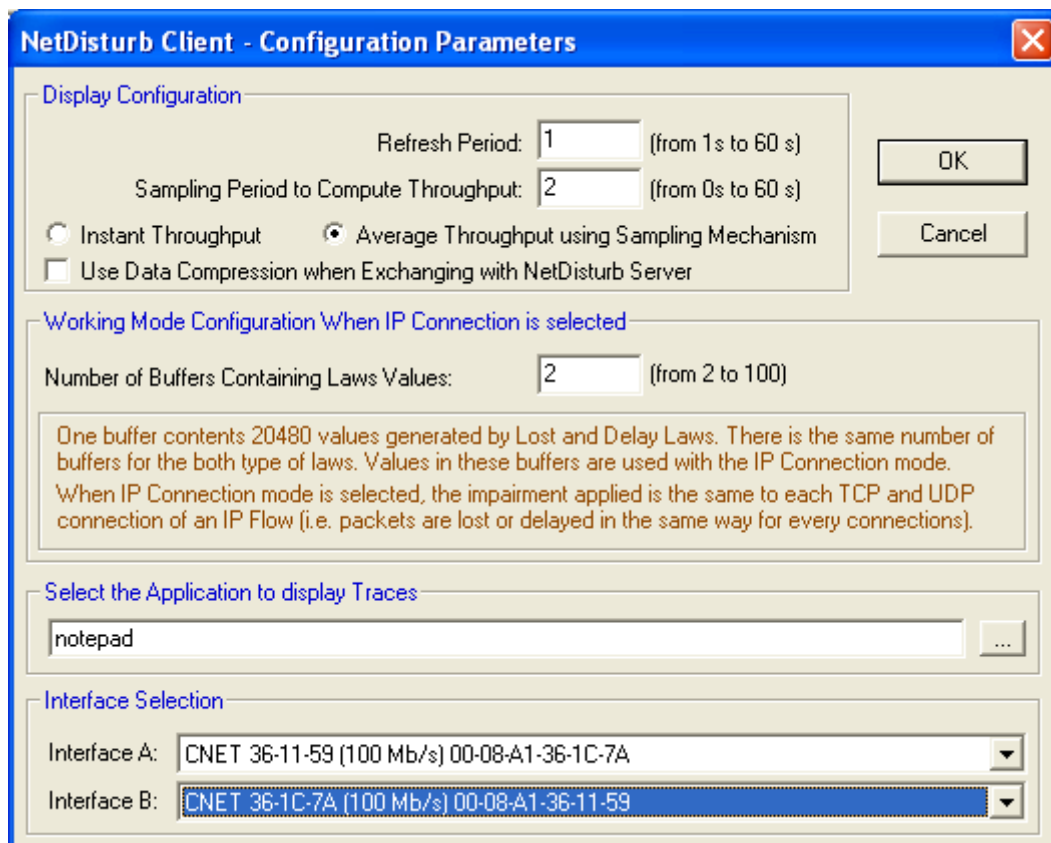 NetDisturb Client - Configuration Parameters
Display Configuration
Refresh Period: 1 (from 1s to 60 s)
OK
Sampling Period to Compute Throughput: 2 (from 0s to 60 s)
Instant Throughput Average Throughput using Sampling Mechanism
Cancel
Use Data Compression when Exchanging with NetDisturb Server
Working Mode Configuration When IP Connection is selected
Number of Buffers Containing Laws Values: 2 (from 2 to 100)
One buffer contents 20480 values generated by Lost and Delay Laws. There is the same number of
buffers for the both type of laws. Values in these buffers are used with the IP Connection mode.
When IP Connection mode is selected, the impairment applied is the same to each TCP and UDP
connection of an IP Flow (i.e. packets are lost or delayed in the same way for every connections).
Select the Application to display Traces
notepad ...
Interface Selection
Interface A: CNET 36-11-59 (100 Mb/s) 00-08-A1-36-1C-7A
Interface B: CNET 36-1C-7A (100 Mb/s) 00-08-A1-36-11-59